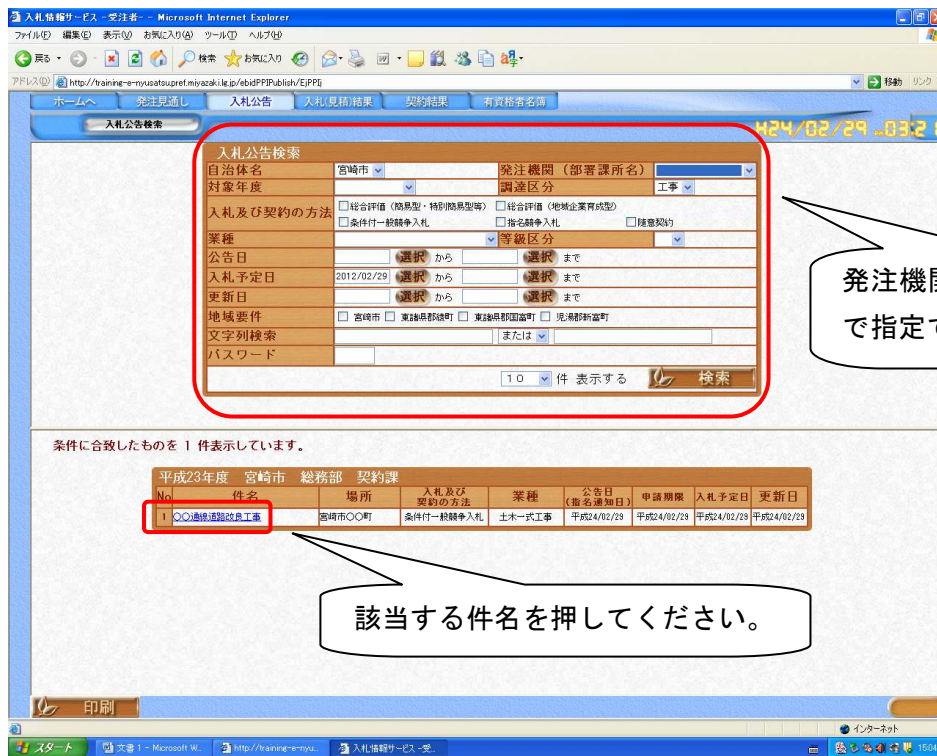 入札情報サービス -受注者- - Microsoft Internet Explorer
ファイル(F) 編集(E) 表示(V) お気に入り(A) ツール(T) ヘルプ(H)
戻る 検索 お気に入り
アドレス(D) http://training-e-nyusatsu.pref.miyazaki.lg.jp/ebidPPIPublish/EjPPIj 移動 リンク
ホームへ 発注見通し 入札公告 入札(見積)結果 契約結果 有資格者名簿
入札公告検索
H24/02/29
入札公告検索
自治体名 宮崎市 発注機関(部署課所名)
対象年度 調達区分 工事
入札及び契約の方法 総合評価(簡易型・特別簡易型等) 総合評価(地域企業育成型)
条件付一般競争入札 指名競争入札 随意契約
業種 等級区分
公告日 選択 から 選択 まで
入札予定日 2012/02/29 選択 から 選択 まで
更新日 選択 から 選択 まで
地域要件 宮崎市 東諸県郡綾町 東諸県郡国富町 児湯郡新富町
文字列検索 または
パスワード
10 件 表示する 検索
発注機関
で指定で
条件に合致したものを 1 件表示しています。
平成23年度 宮崎市 総務部 契約課
No 件名 場所 入札及び契約の方法 業種 公告日(指名通知日) 申請期限 入札予定日 更新日
1 〇〇通線道路改良工事 宮崎市〇〇町 条件付一般競争入札 土木一式工事 平成24/02/29 平成24/02/29 平成24/02/29 平成24/02/29
該当する件名を押してください。
印刷
インターネット
スタート 文書 1 - Microsoft W... http://training-e-nyu... 入札情報サービス -受... 15:04